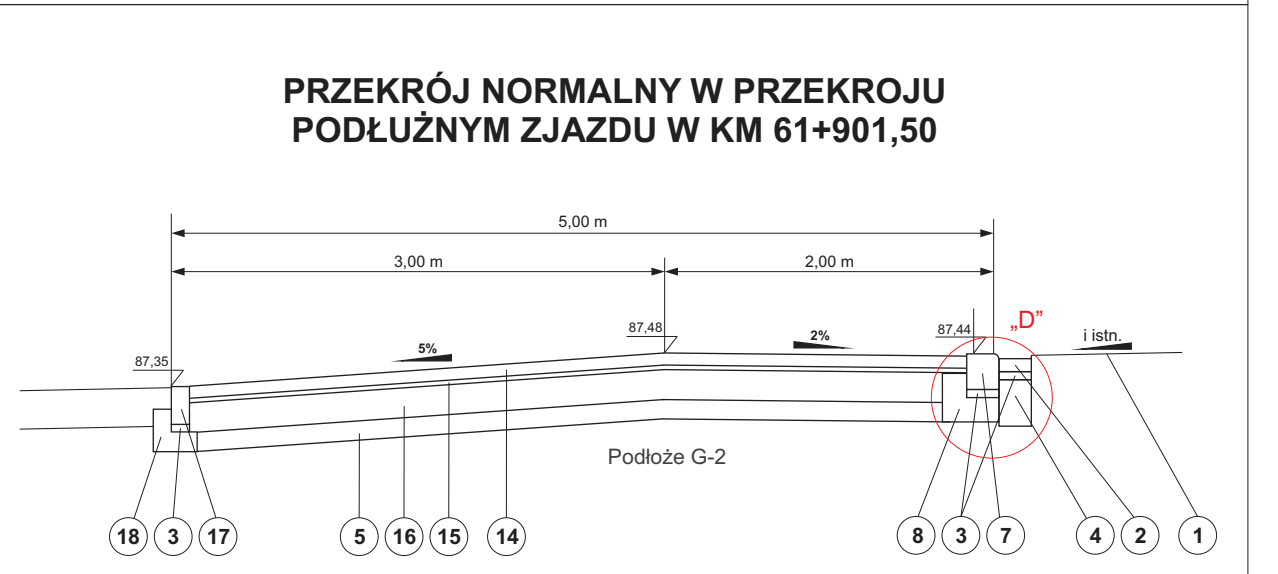 PRZEKRÓJ NORMALNY W PRZEKROJU
PODŁUŻNYM ZJAZDU W KM 61+901,50
5,00 m
3,00 m
2,00 m
87,35
5%
87,48
2%
87,44
„D”
i istn.
Podłoże G-2
18
3
17
5
16
15
14
8
3
7
4
2
1